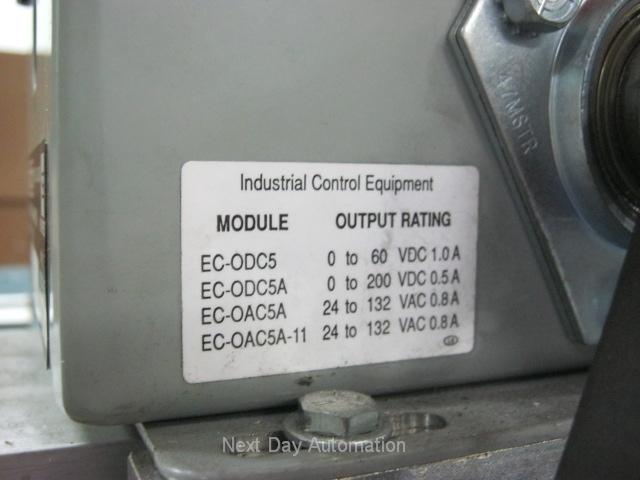 47MSTR
Industrial Control Equipment
MODULE OUTPUT RATING
EC-ODC5 0 to 60 VDC 1.0 A
EC-ODC5A 0 to 200 VDC 0.5 A
EC-OAC5A 24 to 132 VAC 0.8 A
EC-OAC5A-11 24 to 132 VAC 0.8 A
Next Day Automation